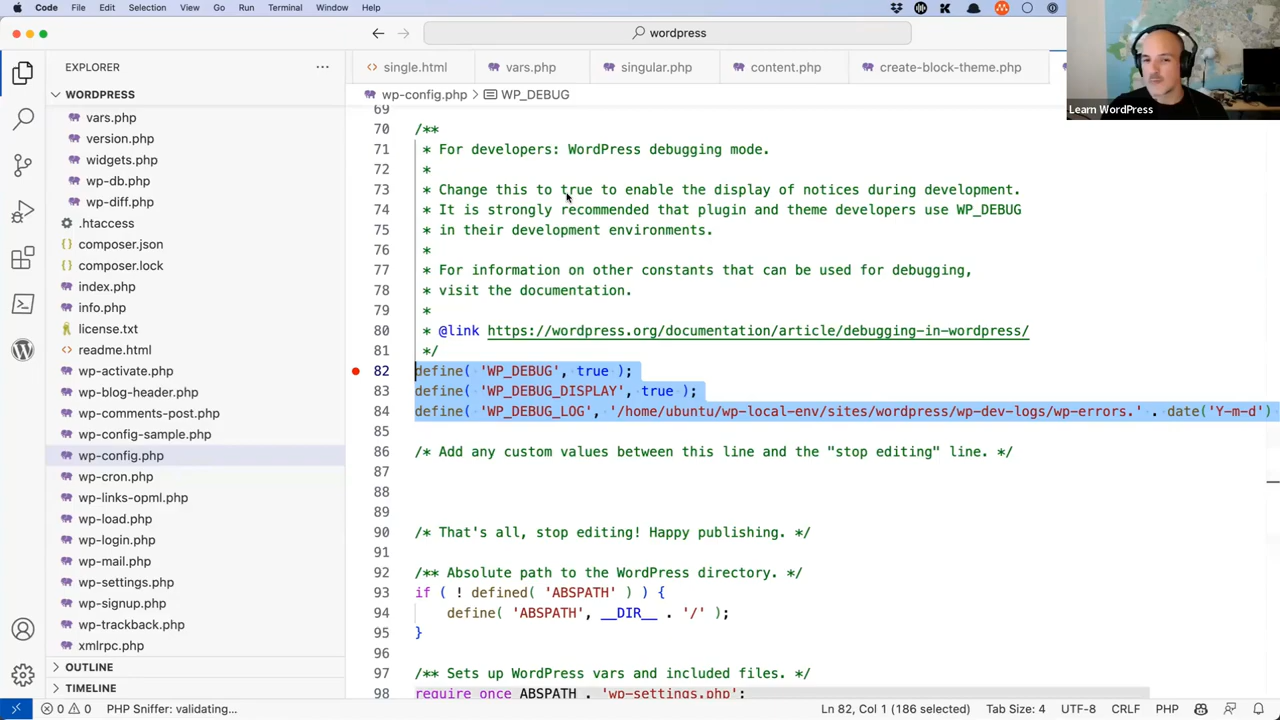 Code File Edit Selection View Go Run Terminal Window Help
wordpress
EXPLORER
single.html vars.php singular.php content.php create-block-theme.php
WORDPRESS
wp-config.php > WP_DEBUG
vars.php
version.php
widgets.php
wp-db.php
wp-diff.php
.htaccess
composer.json
composer.lock
index.php
info.php
license.txt
readme.html
wp-activate.php
wp-blog-header.php
wp-comments-post.php
wp-config-sample.php
wp-config.php
wp-cron.php
wp-links-opml.php
wp-load.php
wp-login.php
wp-mail.php
wp-settings.php
wp-signup.php
wp-trackback.php
xmlrpc.php
OUTLINE
TIMELINE
69
70 /**
71 * For developers: WordPress debugging mode.
72 *
73 * Change this to true to enable the display of notices during development.
74 * It is strongly recommended that plugin and theme developers use WP_DEBUG
75 * in their development environments.
76 *
77 * For information on other constants that can be used for debugging,
78 * visit the documentation.
79 *
80 * @link https://wordpress.org/documentation/article/debugging-in-wordpress/
81 */
82 define( 'WP_DEBUG', true );
83 define( 'WP_DEBUG_DISPLAY', true );
84 define( 'WP_DEBUG_LOG', '/home/ubuntu/wp-local-env/sites/wordpress/wp-dev-logs/wp-errors.' . date('Y-m-d')
85
86 /* Add any custom values between this line and the "stop editing" line. */
87
88
89
90 /* That's all, stop editing! Happy publishing. */
91
92 /** Absolute path to the WordPress directory. */
93 if ( ! defined( 'ABSPATH' ) ) {
94 define( 'ABSPATH', __DIR__ . '/' );
95 }
96
97 /** Sets up WordPress vars and included files. */
98 require_once ABSPATH . 'wp-settings.php';
Learn WordPress
0 0 PHP Sniffer: validating...
Ln 82, Col 1 (186 selected) Tab Size: 4 UTF-8 CRLF PHP